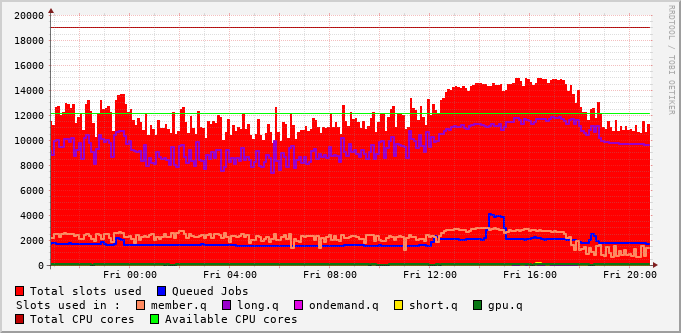 20000
18000
16000
14000
12000
10000
8000
6000
4000
2000
0
Fri 00:00 Fri 04:00 Fri 08:00 Fri 12:00 Fri 16:00 Fri 20:00
RRDTOOL / TOBI OETIKER
Total slots used Queued Jobs
Slots used in : member.q long.q ondemand.q short.q gpu.q
Total CPU cores Available CPU cores